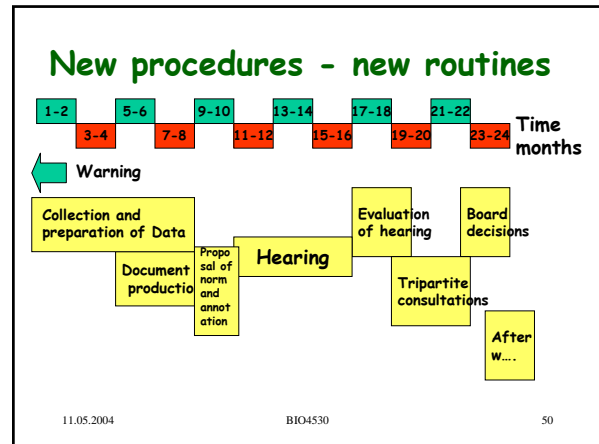 New procedures - new routines
1-2 5-6 9-10 13-14 17-18 21-22
3-4 7-8 11-12 15-16 19-20 23-24
Time
months
Warning
Collection and
preparation of Data
Document
productio
Propo
sal of
norm
and
annot
ation
Hearing
Evaluation
of hearing
Tripartite
consultations
Board
decisions
After
w....
11.05.2004 BIO4530 50